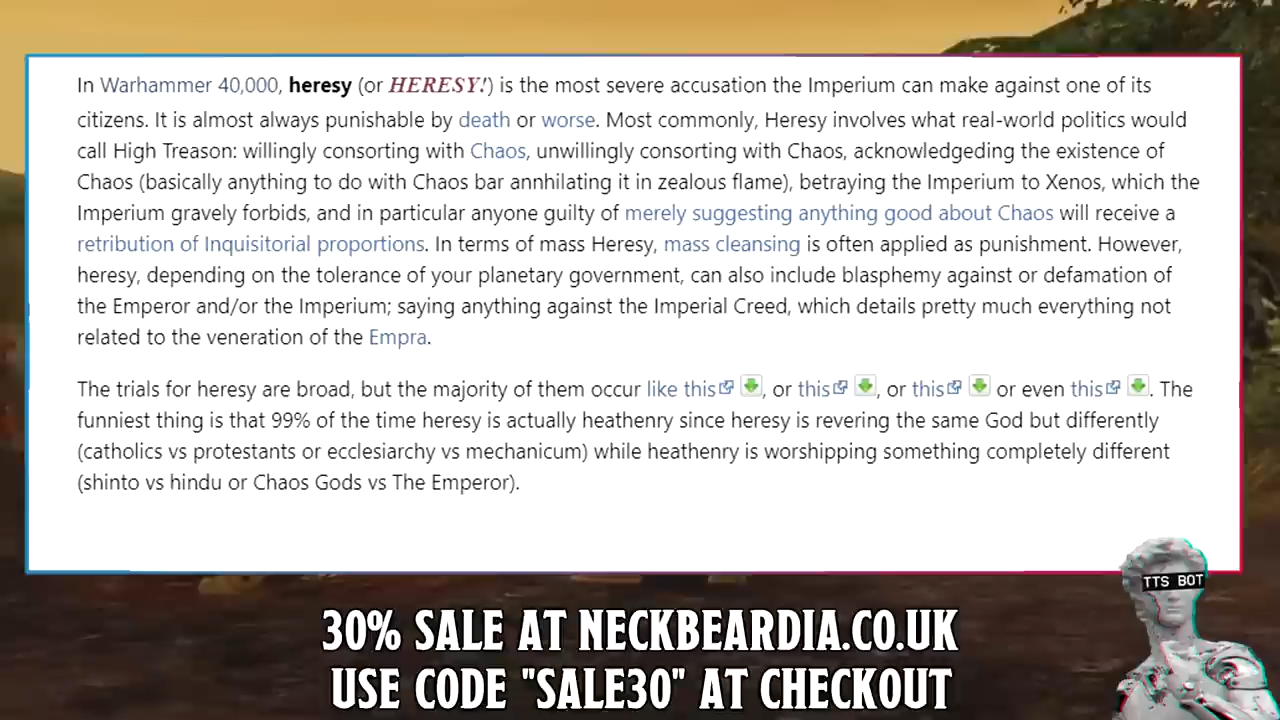 In Warhammer 40,000, heresy (or HERESY!') is the most severe accusation the Imperium can make against one of its
citizens. It is almost always punishable by death or worse. Most commonly, Heresy involves what real-world politics would
call High Treason: willingly consorting with Chaos, unwillingly consorting with Chaos, acknowledgeding the existence of
Chaos (basically anything to do with Chaos bar annhilating it in zealous flame), betraying the Imperium to Xenos, which the
Imperium gravely forbids, and in particular anyone guilty of merely suggesting anything good about Chaos will receive a
retribution of Inquisitorial proportions. In terms of mass Heresy, mass cleansing is often applied as punishment. However,
heresy, depending on the tolerance of your planetary government, can also include blasphemy against or defamation of
the Emperor and/or the Imperium; saying anything against the Imperial Creed, which details pretty much everything not
related to the veneration of the Empra.
The trials for heresy are broad, but the majority of them occur like this, or this, or this or even this. The
funniest thing is that 99% of the time heresy is actually heathenry since heresy is revering the same God but differently
(catholics vs protestants or ecclesiarchy vs mechanicum) while heathenry is worshipping something completely different
(shinto vs hindu or Chaos Gods vs The Emperor).
TTS BOT
30% SALE AT NECKBEARDIA.CO.UK
USE CODE "SALE30" AT CHECKOUT